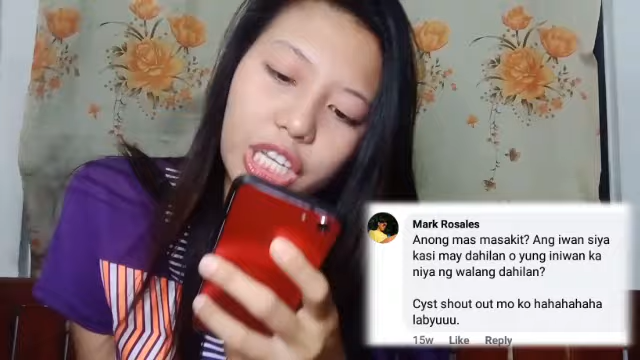 Mark Rosales
Anong mas masakit? Ang iwan siya
kasi may dahilan o yung iniwan ka
niya ng walang dahilan?
Cyst shout out mo ko hahahahaha
labyuuu.
15w Like Reply